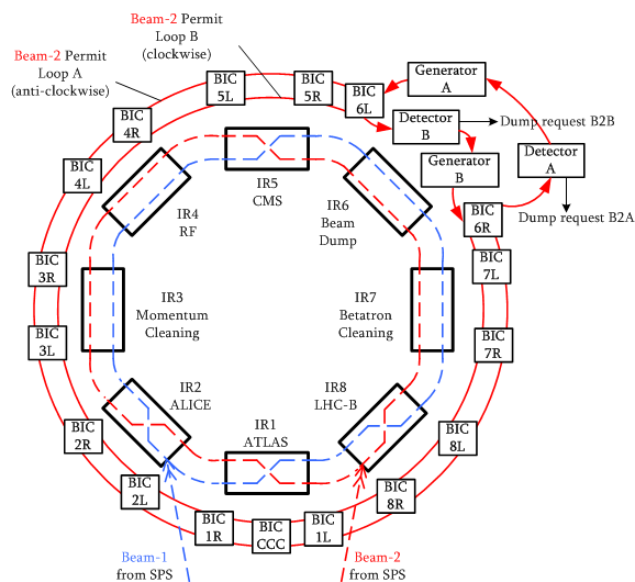 Beam-2 Permit
Loop A
(anti-clockwise)
Beam-2 Permit
Loop B
(clockwise)
BIC
5L
BIC
5R
BIC
6L
Generator
A
Detector
B
Dump request B2B
Generator
B
Detector
A
Dump request B2A
BIC
6R
BIC
7L
BIC
7R
BIC
8L
BIC
8R
BIC
1L
BIC
CCC
BIC
1R
BIC
2L
BIC
2R
BIC
3L
BIC
3R
BIC
4L
BIC
4R
IR5
CMS
IR4
RF
IR6
Beam
Dump
IR3
Momentum
Cleaning
IR7
Betatron
Cleaning
IR2
ALICE
IR1
ATLAS
IR8
LHC-B
Beam-1
from SPS
Beam-2
from SPS